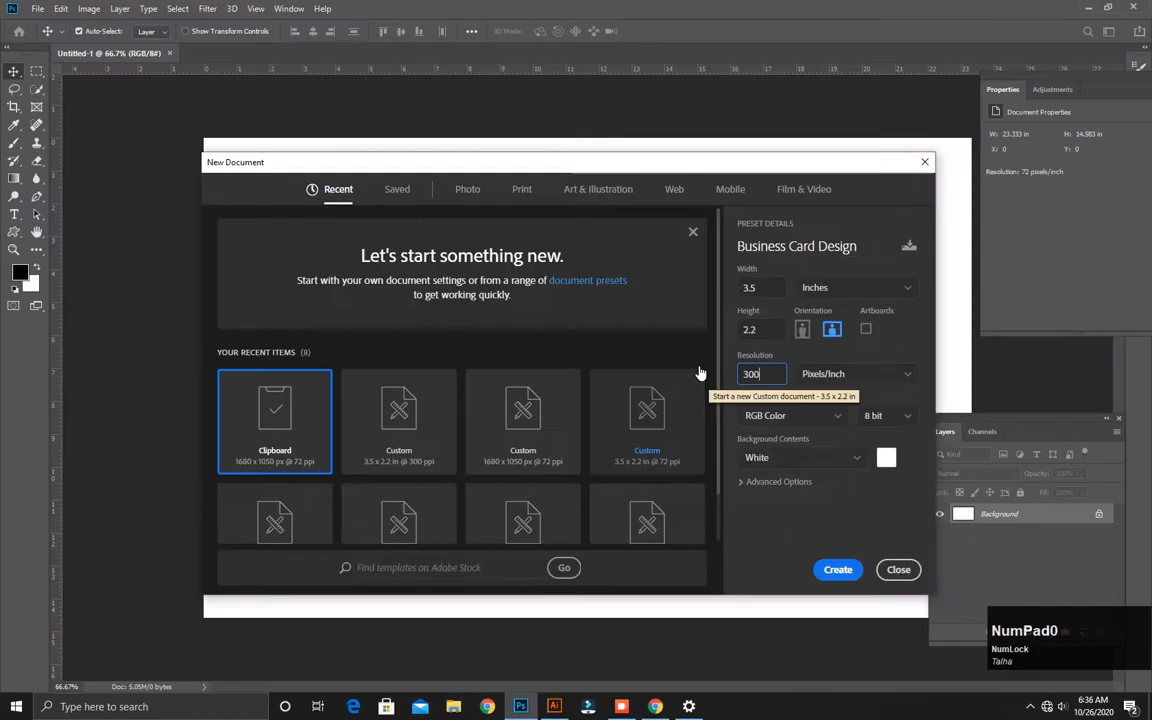 Ps File Edit Image Layer Type Select Filter 3D View Window Help
Auto-Select: Layer Show Transform Controls 3D Mode:
Untitled-1 @ 66.7% (RGB/8#) ×
New Document
Recent Saved Photo Print Art & Illustration Web Mobile Film & Video
Let's start something new.
Start with your own document settings or from a range of document presets
to get working quickly.
YOUR RECENT ITEMS (8)
Clipboard
1680 x 1050 px @ 72 ppi
Custom
3.5 x 2.2 in @ 300 ppi
Custom
1680 x 1050 px @ 72 ppi
Custom
3.5 x 2.2 in @ 72 ppi
Find templates on Adobe Stock Go
PRESET DETAILS
Business Card Design
Width
3.5 Inches
Height Orientation Artboards
2.2
Resolution
300 Pixels/Inch
Start a new Custom document - 3.5 x 2.2 in
RGB Color 8 bit
Background Contents
White
Advanced Options
Create Close
Properties Adjustments
Document Properties
W: 23.333 in H: 14.583 in
X: 0 Y: 0
Resolution: 72 pixels/inch
Layers Channels
Kind
Normal Opacity: 100%
Lock: Fill: 100%
Background
NumPad0
NumLock
Talha
66.67% Doc: 5.05M/0 bytes
Type here to search
6:36 AM
10/26/2020